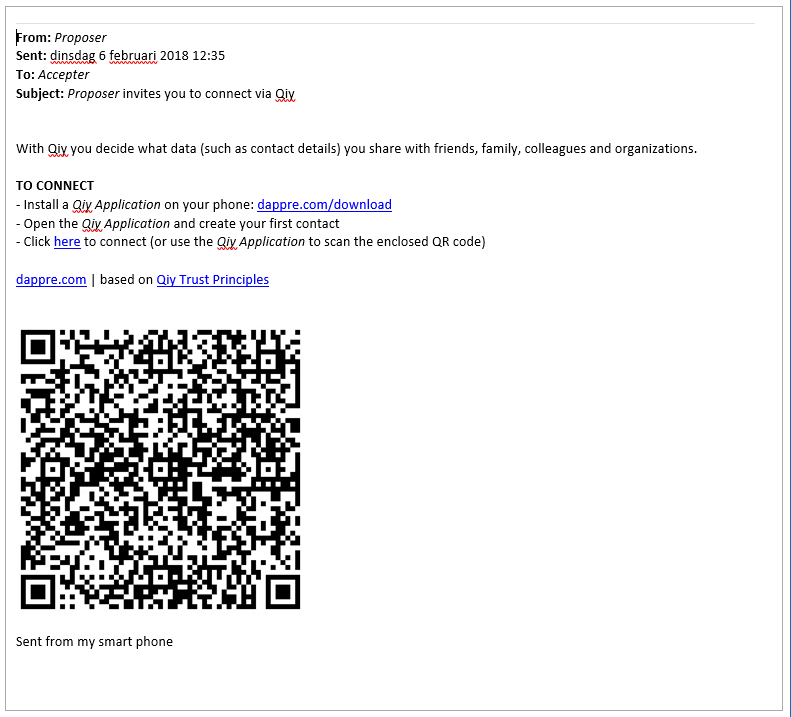 From: Proposer
Sent: dinsdag 6 februari 2018 12:35
To: Accepter
Subject: Proposer invites you to connect via Qiy
With Qiy you decide what data (such as contact details) you share with friends, family, colleagues and organizations.
TO CONNECT
- Install a Qiy Application on your phone: dappre.com/download
- Open the Qiy Application and create your first contact
- Click here to connect (or use the Qiy Application to scan the enclosed QR code)
dappre.com | based on Qiy Trust Principles
Sent from my smart phone